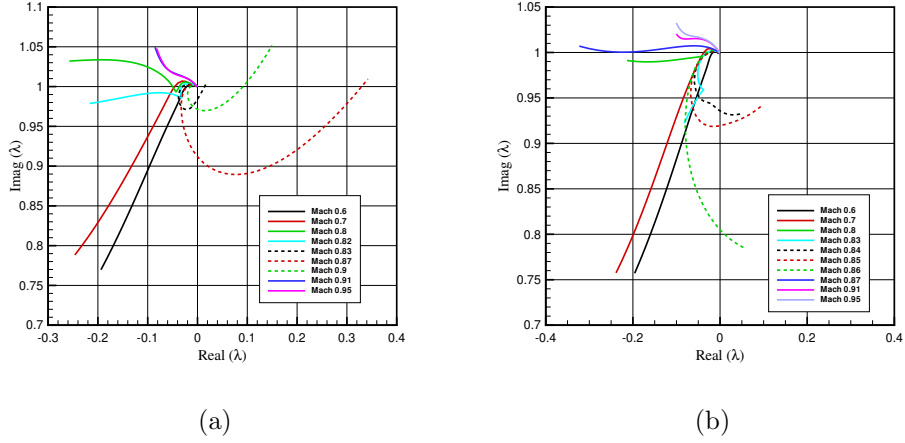 1.1
1.05
1
0.95
0.9
0.85
0.8
0.75
0.7
Imag (λ)
-0.3 -0.2 -0.1 0 0.1 0.2 0.3 0.4
Real (λ)
Mach 0.6
Mach 0.7
Mach 0.8
Mach 0.82
Mach 0.83
Mach 0.87
Mach 0.9
Mach 0.91
Mach 0.95
(a)
1.05
1
0.95
0.9
0.85
0.8
0.75
0.7
Imag (λ)
-0.4 -0.2 0 0.2 0.4
Real (λ)
Mach 0.6
Mach 0.7
Mach 0.8
Mach 0.83
Mach 0.84
Mach 0.85
Mach 0.86
Mach 0.87
Mach 0.91
Mach 0.95
(b)